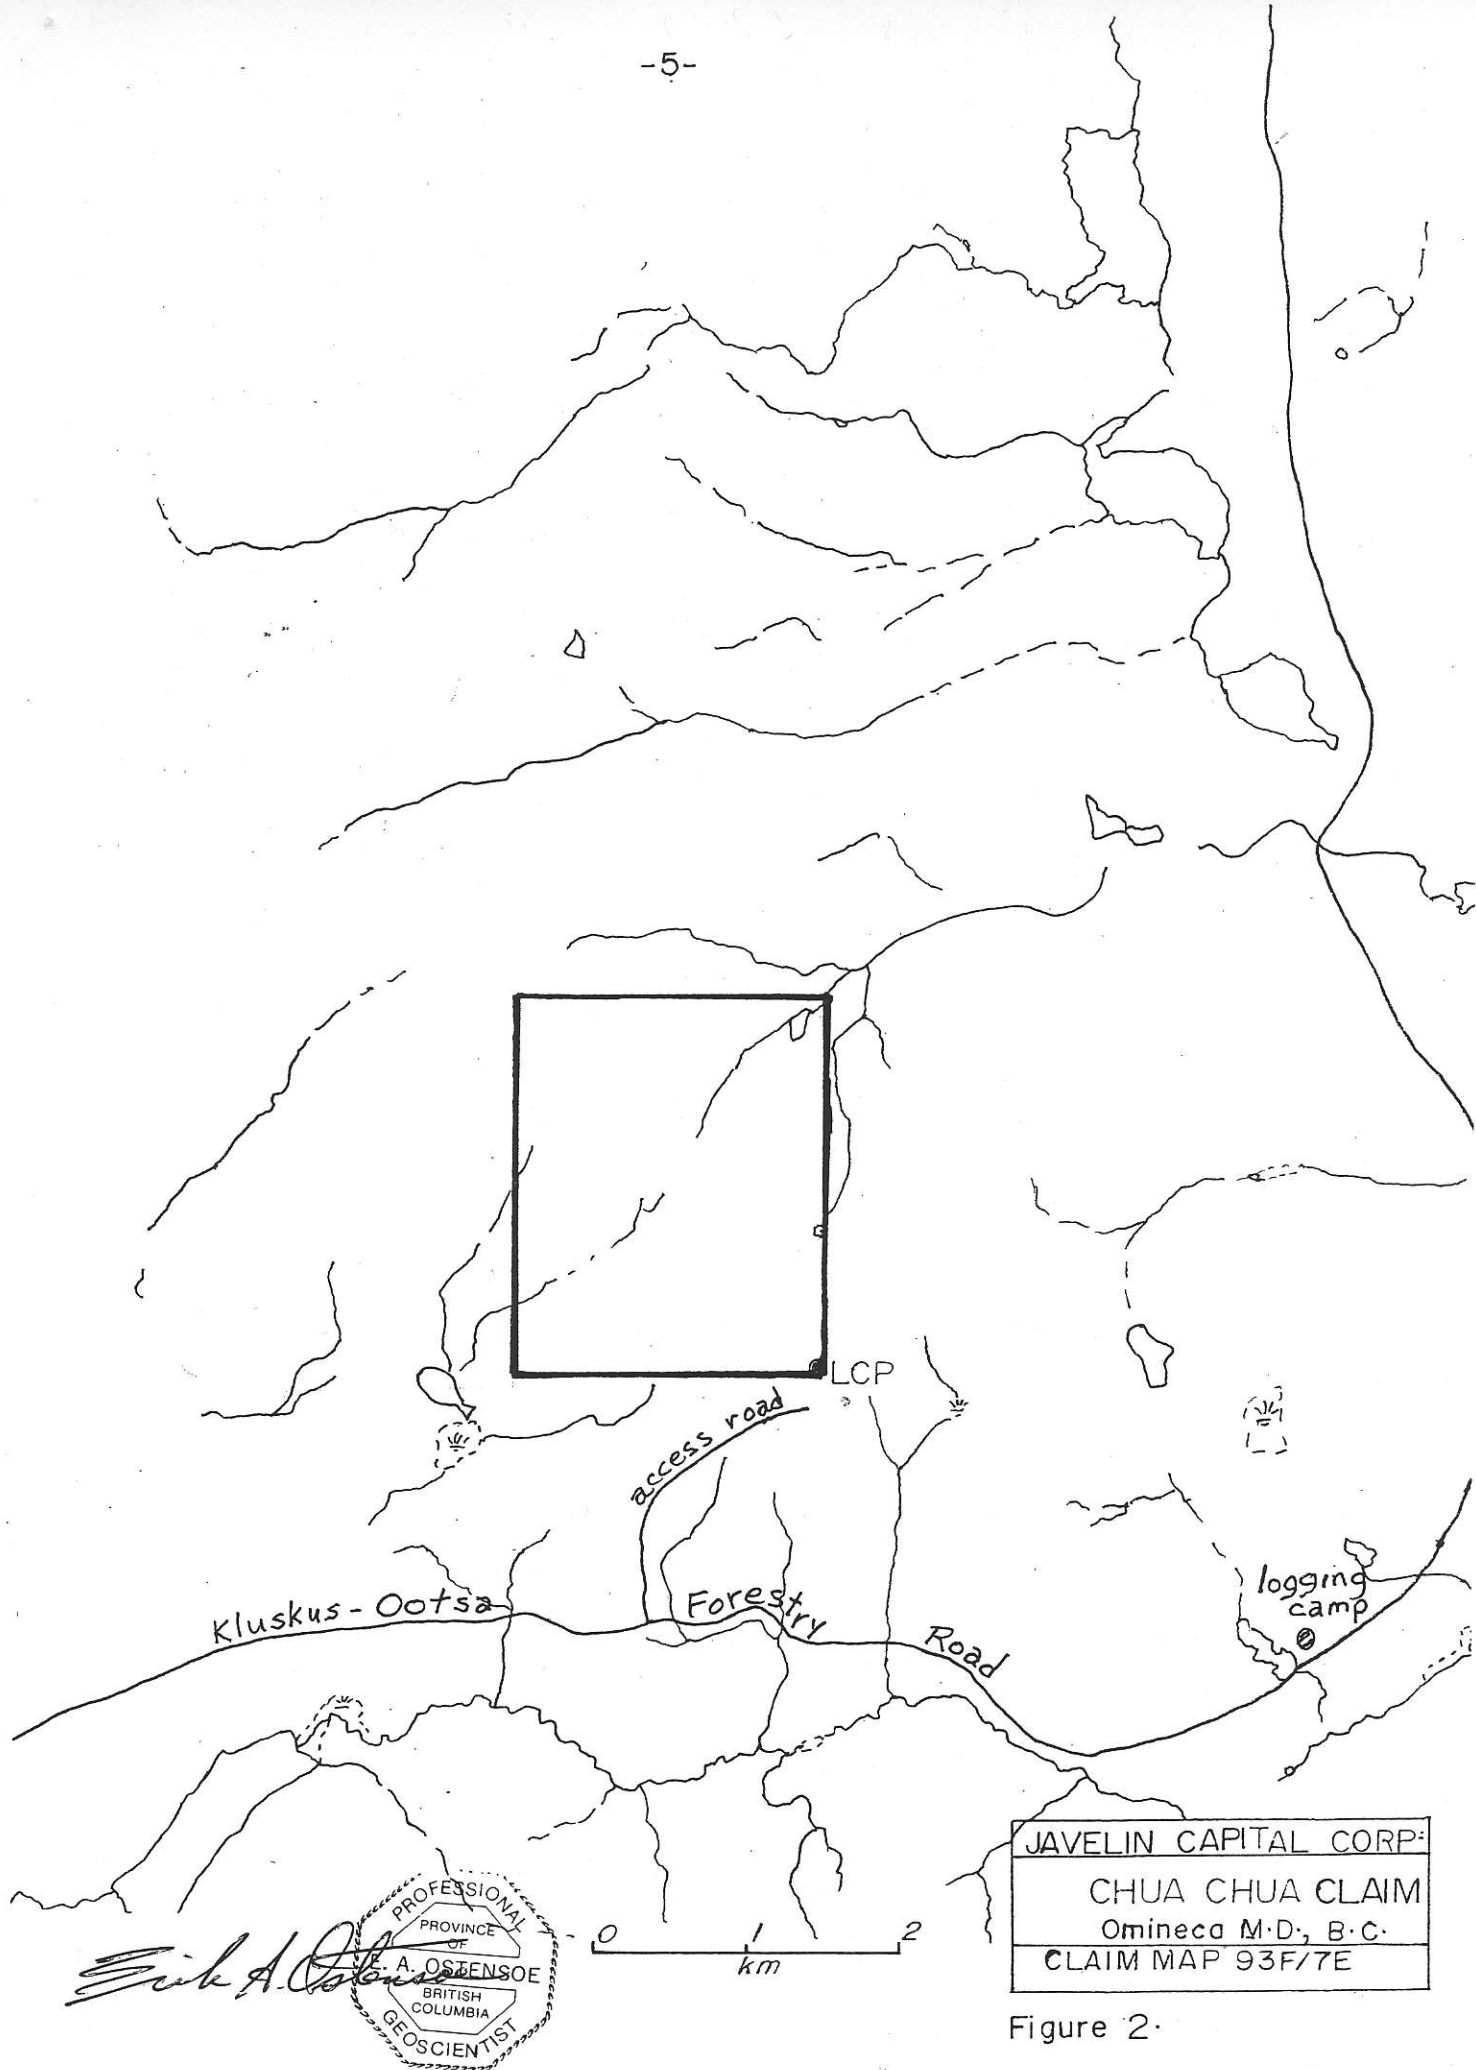 -5-
LCP
access road
Kluskus - Ootsa Forestry Road
logging
camp
JAVELIN CAPITAL CORP.
CHUA CHUA CLAIM
Omineca M.D., B.C.
CLAIM MAP 93F/7E
0 1 2
km
Figure 2.
Erik A. Ostensoe
PROFESSIONAL
PROVINCE
OF
E. A. OSTENSOE
BRITISH
COLUMBIA
GEOSCIENTIST